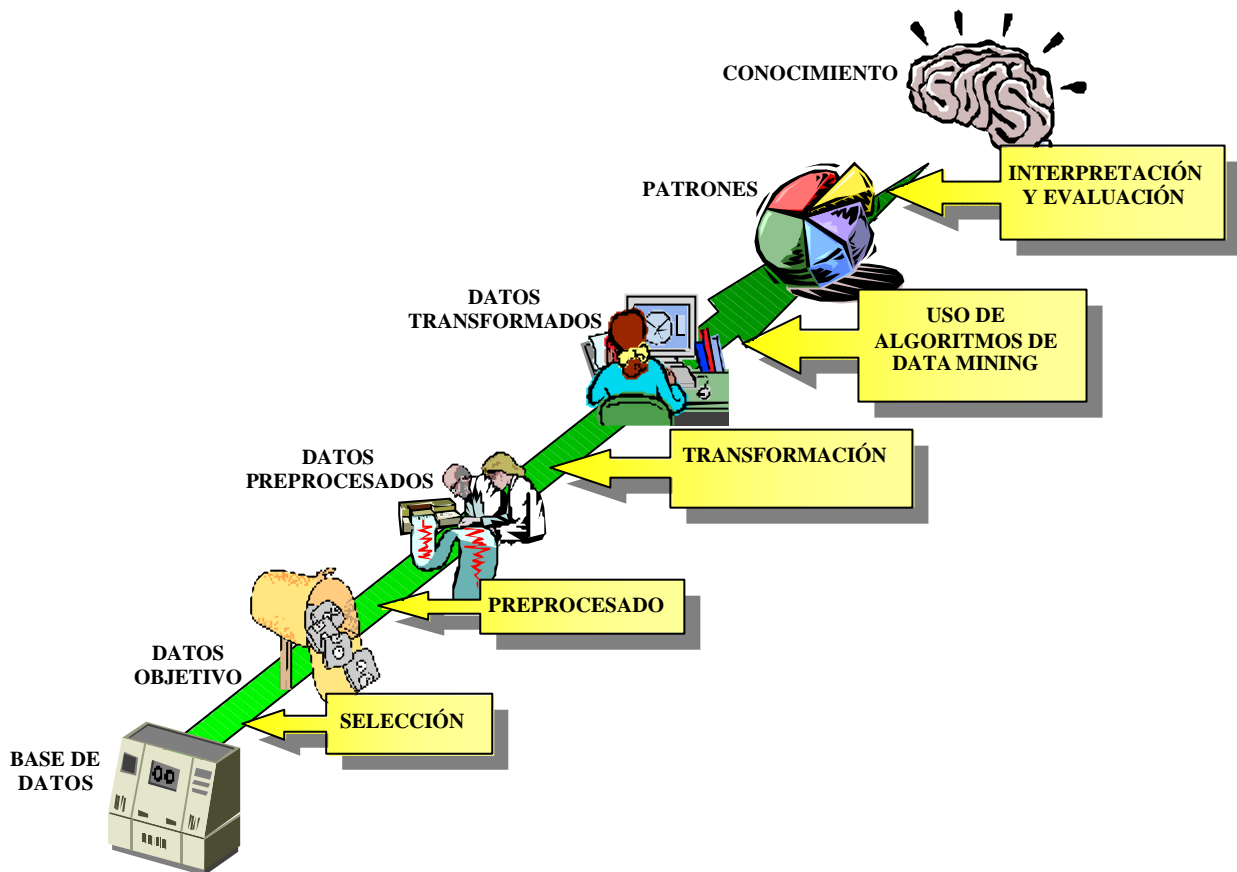 CONOCIMIENTO
INTERPRETACIÓN
Y EVALUACIÓN
PATRONES
DATOS
TRANSFORMADOS
USO DE
ALGORITMOS DE
DATA MINING
DATOS
PREPROCESADOS
TRANSFORMACIÓN
PREPROCESADO
DATOS
OBJETIVO
SELECCIÓN
BASE DE
DATOS